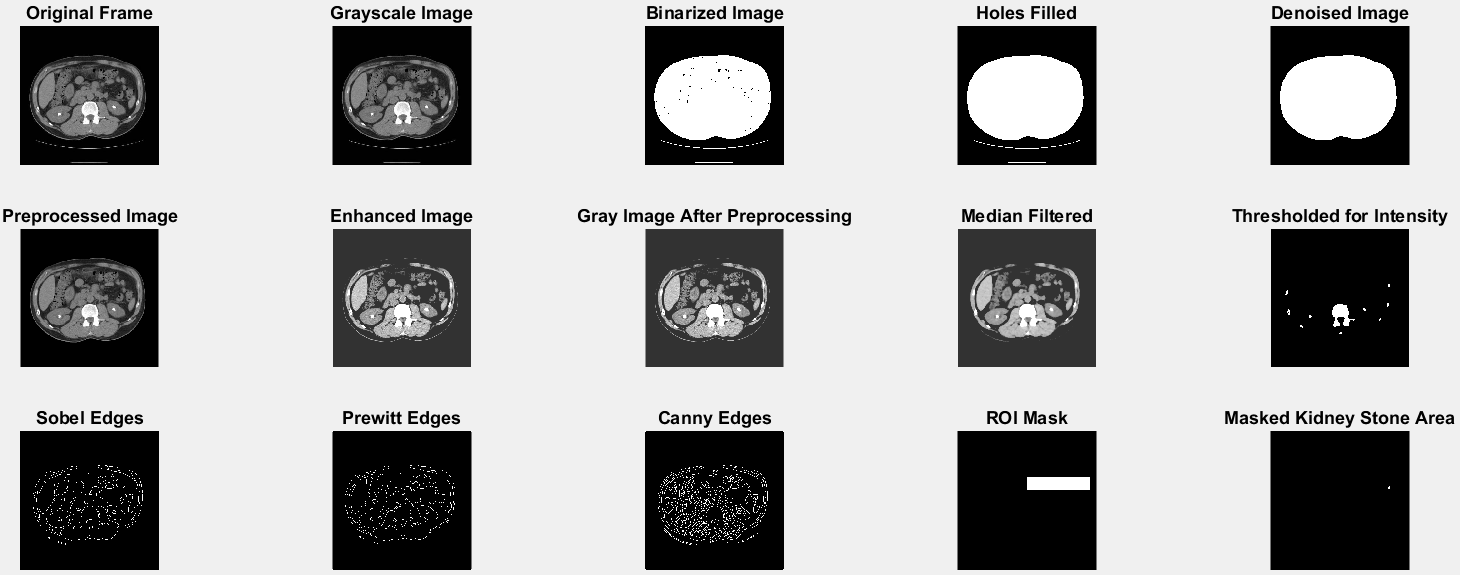 Original Frame
Grayscale Image
Binarized Image
Holes Filled
Denoised Image
Preprocessed Image
Enhanced Image
Gray Image After Preprocessing
Median Filtered
Thresholded for Intensity
Sobel Edges
Prewitt Edges
Canny Edges
ROI Mask
Masked Kidney Stone Area